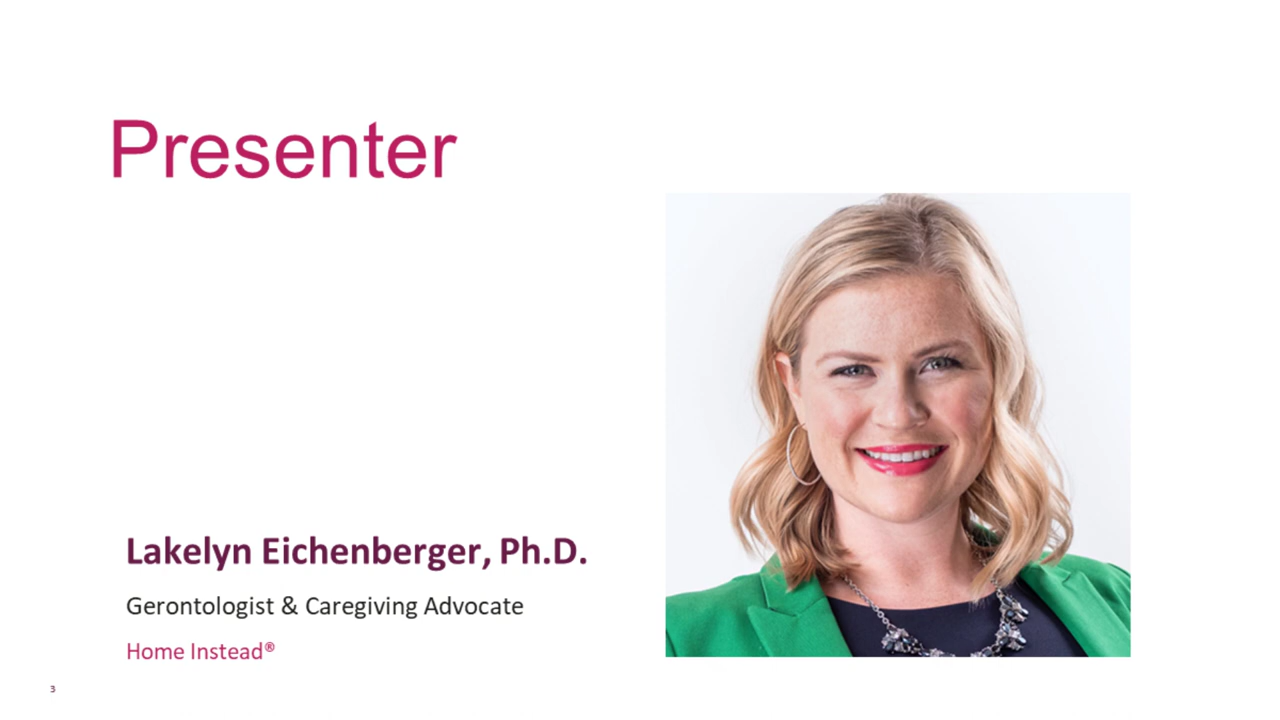 Presenter
Lakelyn Eichenberger, Ph.D.
Gerontologist & Caregiving Advocate
Home Instead®
3